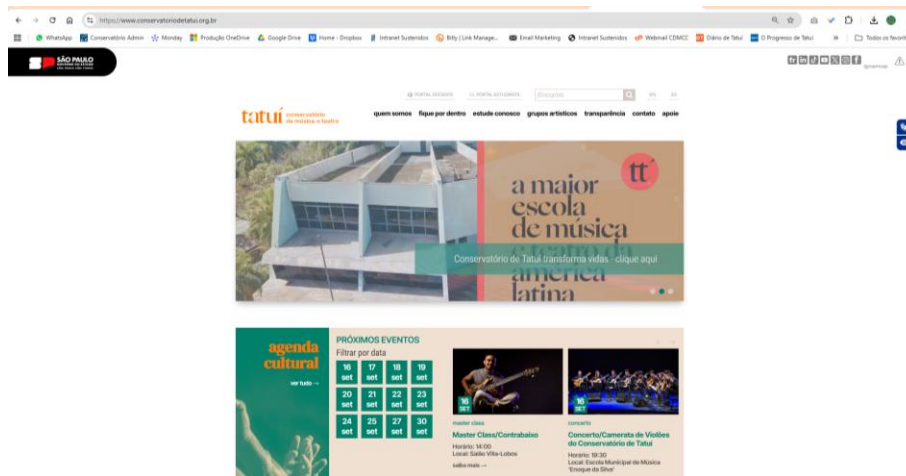 https://www.conservatoriodetatui.org.br
WhatsApp Conservatório Admin Monday Produção OneDrive Google Drive Home - Dropbox Intranet Sustenidos Bitly | Link Manage... Email Marketing Intranet Sustenidos Webmail CDMCC Diário de Tatuí O Progresso de Tatuí » Todos os favoritos
SÃO PAULO
GOVERNO DO ESTADO
PORTAL DOCENTE PORTAL ESTUDANTE EN ES
tatuí conservatório
de música e teatro
quem somos fique por dentro estude conosco grupos artísticos transparência contato apoie
tt
a maior
escola
de música
e teatro da
américa
latina
Conservatório de Tatuí transforma vidas - clique aqui
agenda
cultural
ver tudo →
PRÓXIMOS EVENTOS
Filtrar por data
16 set 17 set 18 set 19 set
20 set 21 set 22 set 23 set
24 set 25 set 27 set 30 set
16
SET
master class
Master Class/Contrabaixo
Horário: 14:00
Local: Salão Villa-Lobos
saiba mais →
16
SET
concerto
Concerto/Camerata de Violões
do Conservatório de Tatuí
Horário: 19:30
Local: Escola Municipal de Música
'Enoque da Silva'